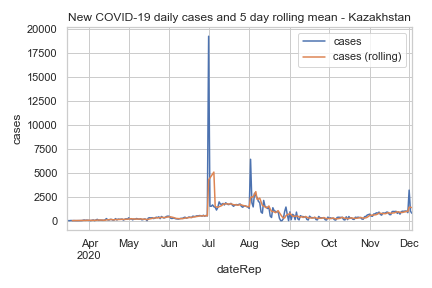 New COVID-19 daily cases and 5 day rolling mean - Kazakhstan
cases
cases (rolling)
20000
17500
15000
12500
10000
7500
5000
2500
0
cases
Apr
2020
May
Jun
Jul
Aug
Sep
Oct
Nov
Dec
dateRep